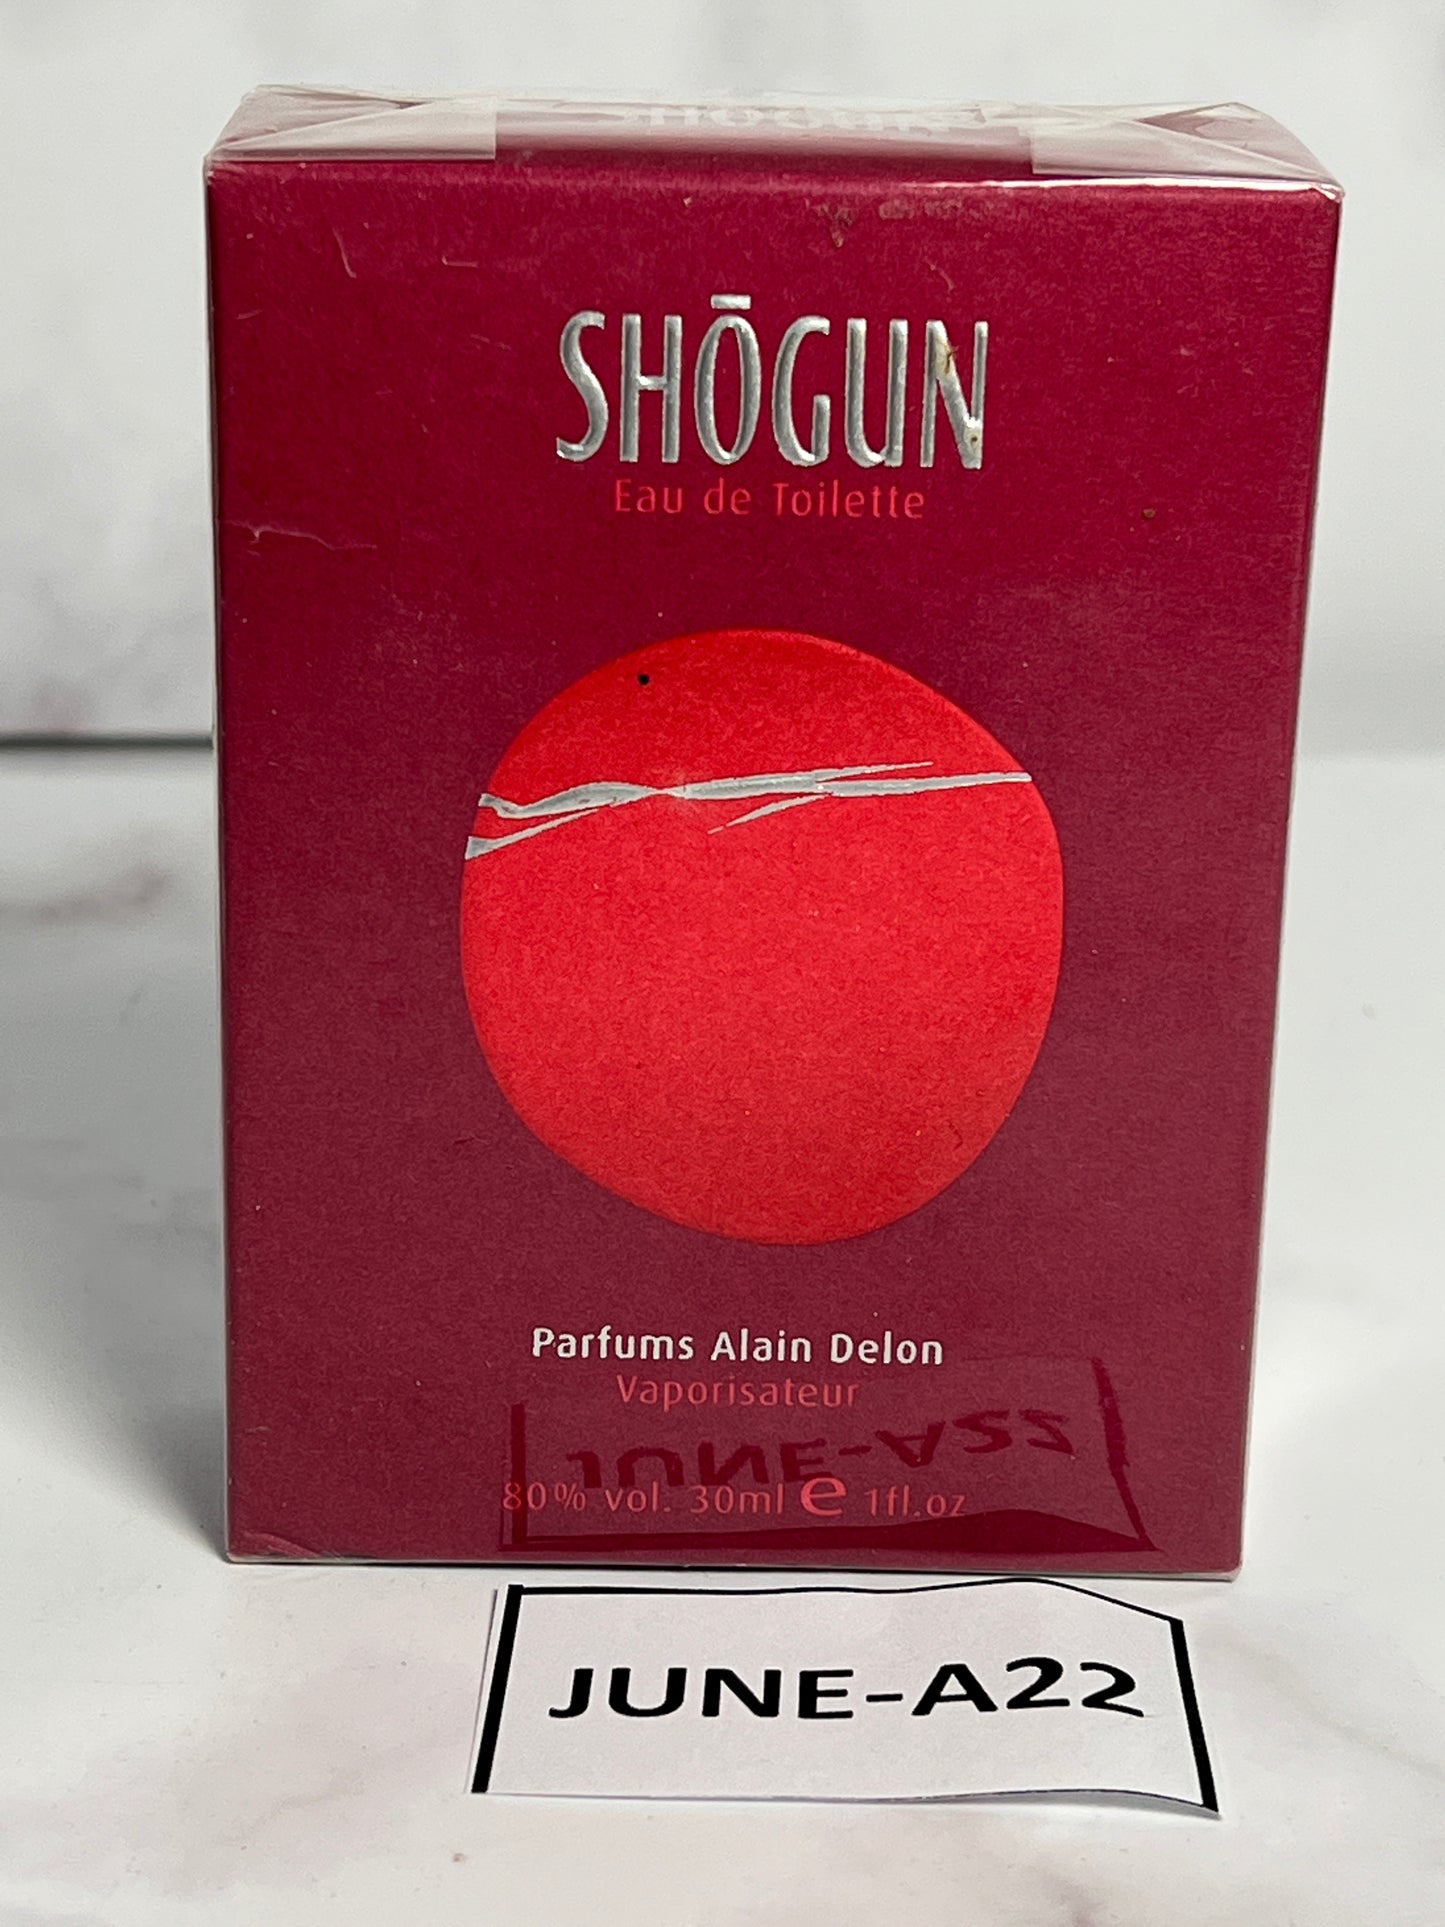 SHŌGUN
Eau de Toilette
Parfums Alain Delon
Vaporisateur
80% vol. 30ml e 1fl.oz
JUNE-A22